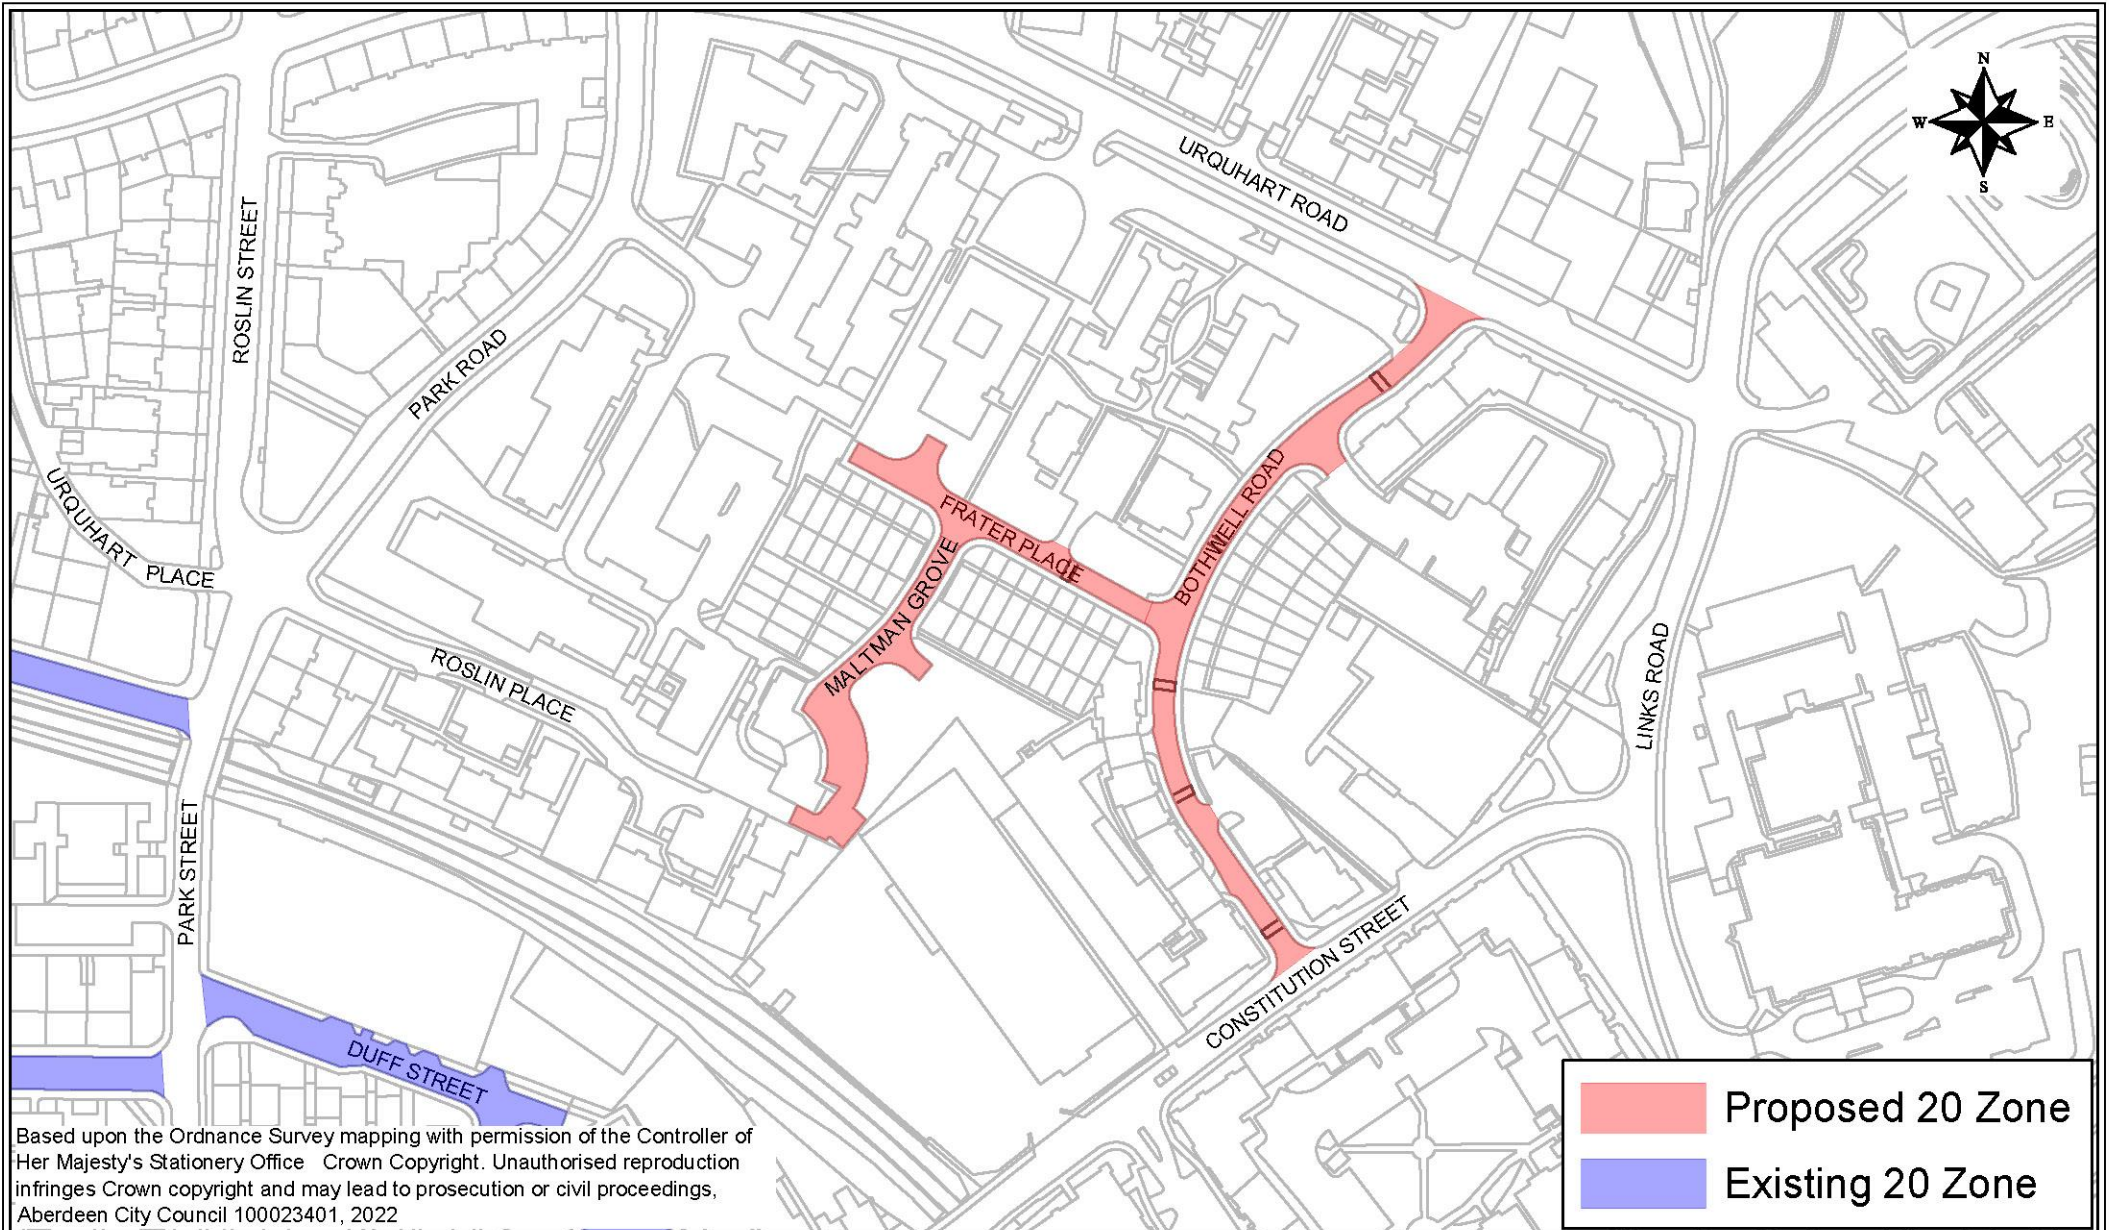 N
W E
S
URQUHART ROAD
ROSLIN STREET
PARK ROAD
URQUHART PLACE
FRATER PLACE
BOTHWELL ROAD
MALTMAN GROVE
ROSLIN PLACE
LINKS ROAD
PARK STREET
CONSTITUTION STREET
DUFF STREET
Proposed 20 Zone
Existing 20 Zone
Based upon the Ordnance Survey mapping with permission of the Controller of
Her Majesty's Stationery Office Crown Copyright. Unauthorised reproduction
infringes Crown copyright and may lead to prosecution or civil proceedings,
Aberdeen City Council 100023401, 2022